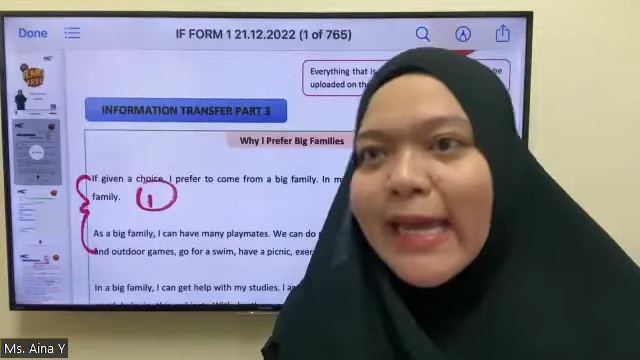 Done
IF FORM 1 21.12.2022 (1 of 765)
Everything that is
be
uploaded on the
INFORMATION TRANSFER PART 3
Why I Prefer Big Families
If given a choice, I prefer to come from a big family. In
family.
1
As a big family, I can have many playmates. We can do
and outdoor games, go for a swim, have a picnic,
In a big family, I can get help with my studies. I
Ms. Aina Y